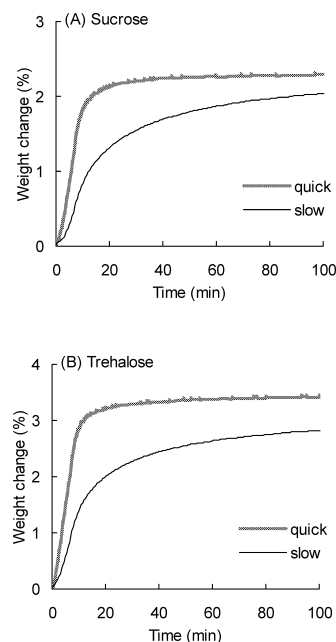 (A) Sucrose
3
2
1
0
Weight change (%)
quick
slow
0 20 40 60 80 100
Time (min)
(B) Trehalose
4
3
2
1
0
Weight change (%)
quick
slow
0 20 40 60 80 100
Time (min)